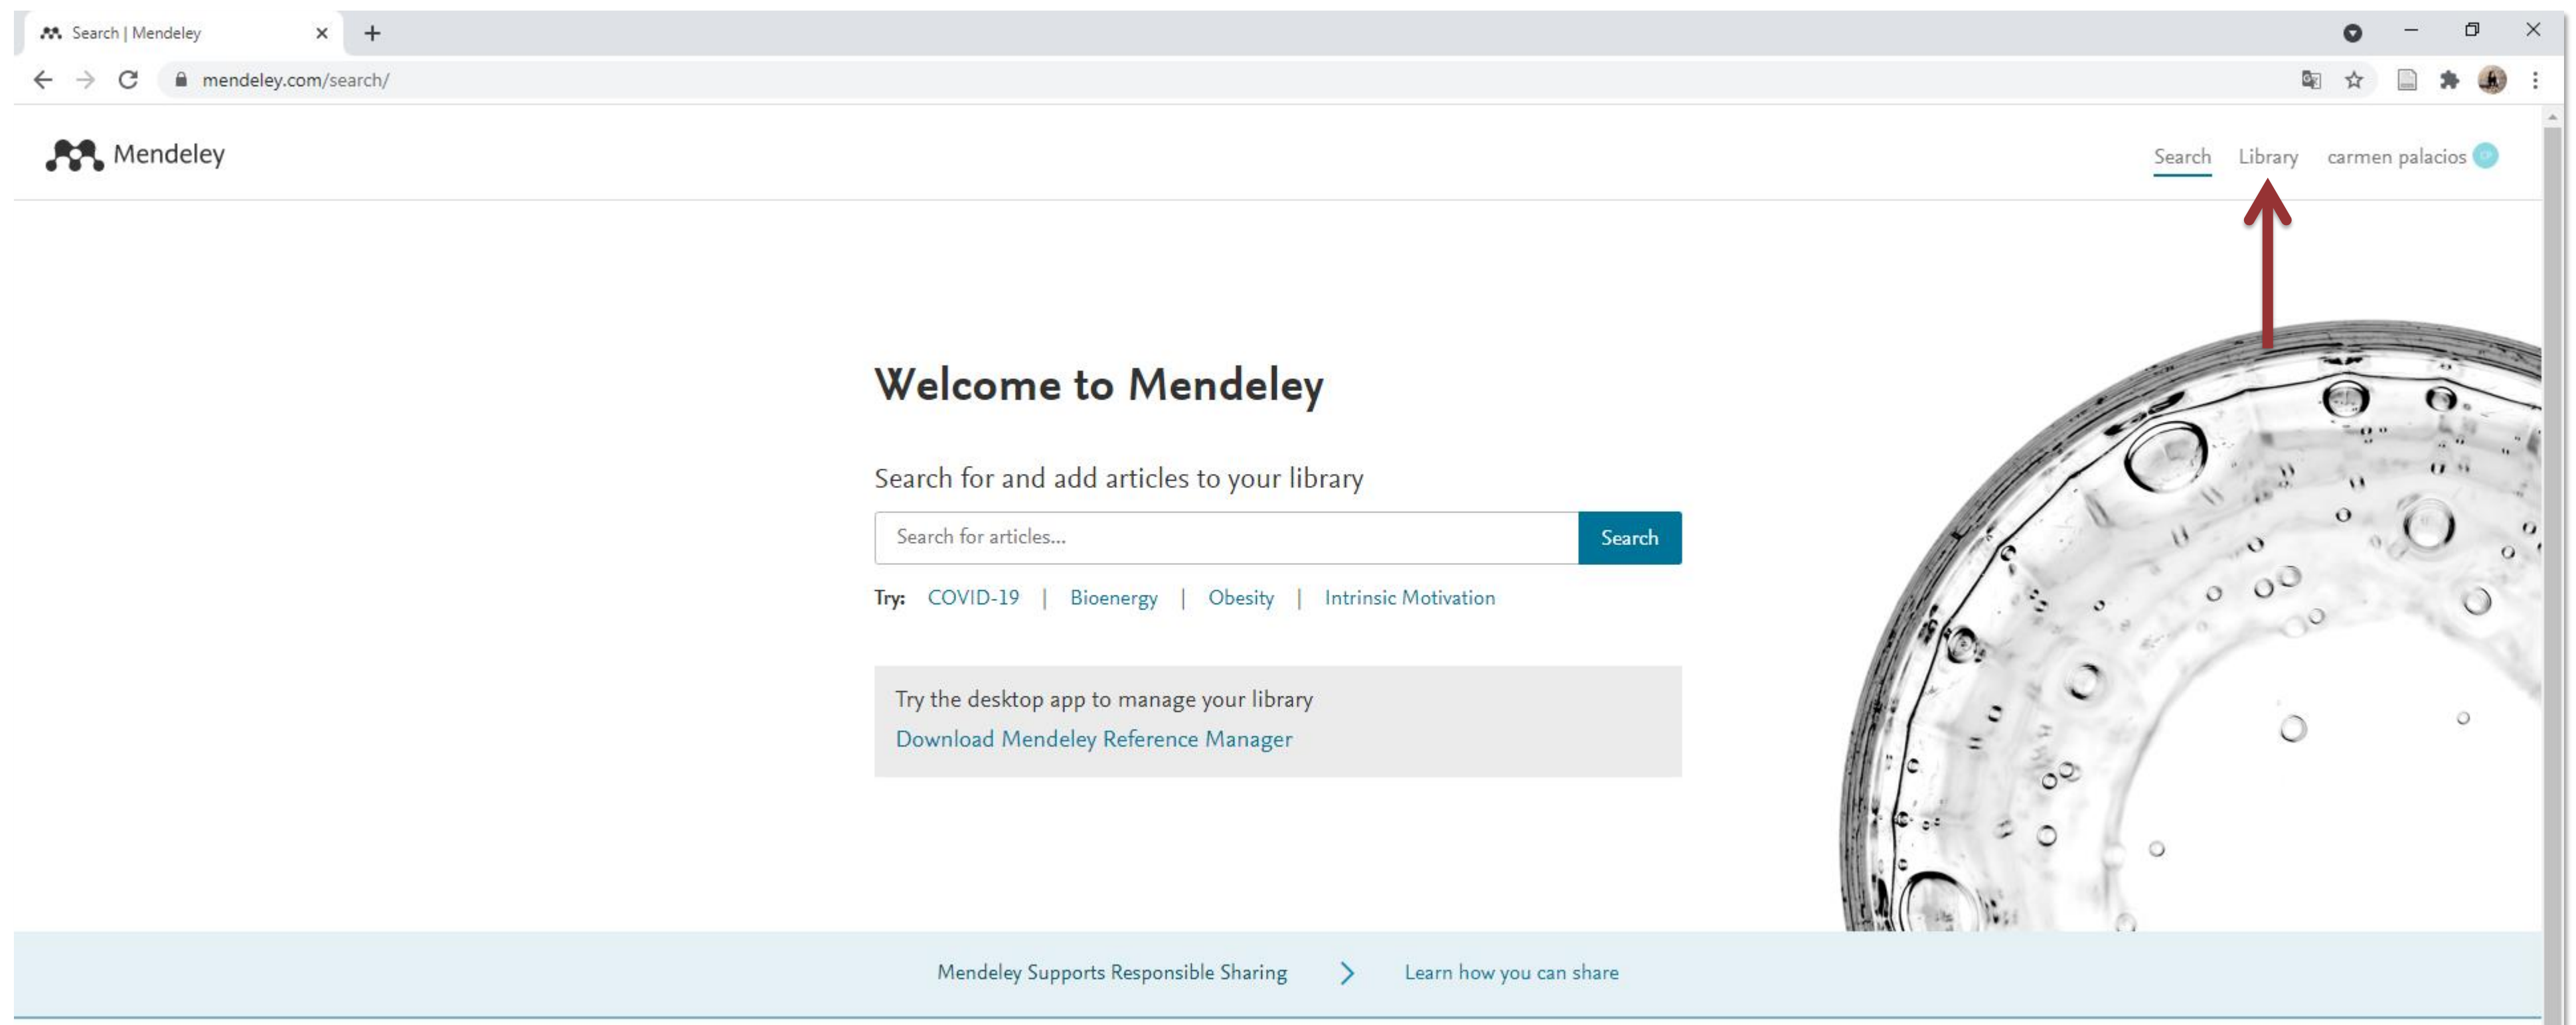 Search | Mendeley
mendeley.com/search/
Mendeley
Search Library carmen palacios
Welcome to Mendeley
Search for and add articles to your library
Search for articles... Search
Try: COVID-19 | Bioenergy | Obesity | Intrinsic Motivation
Try the desktop app to manage your library
Download Mendeley Reference Manager
Mendeley Supports Responsible Sharing Learn how you can share